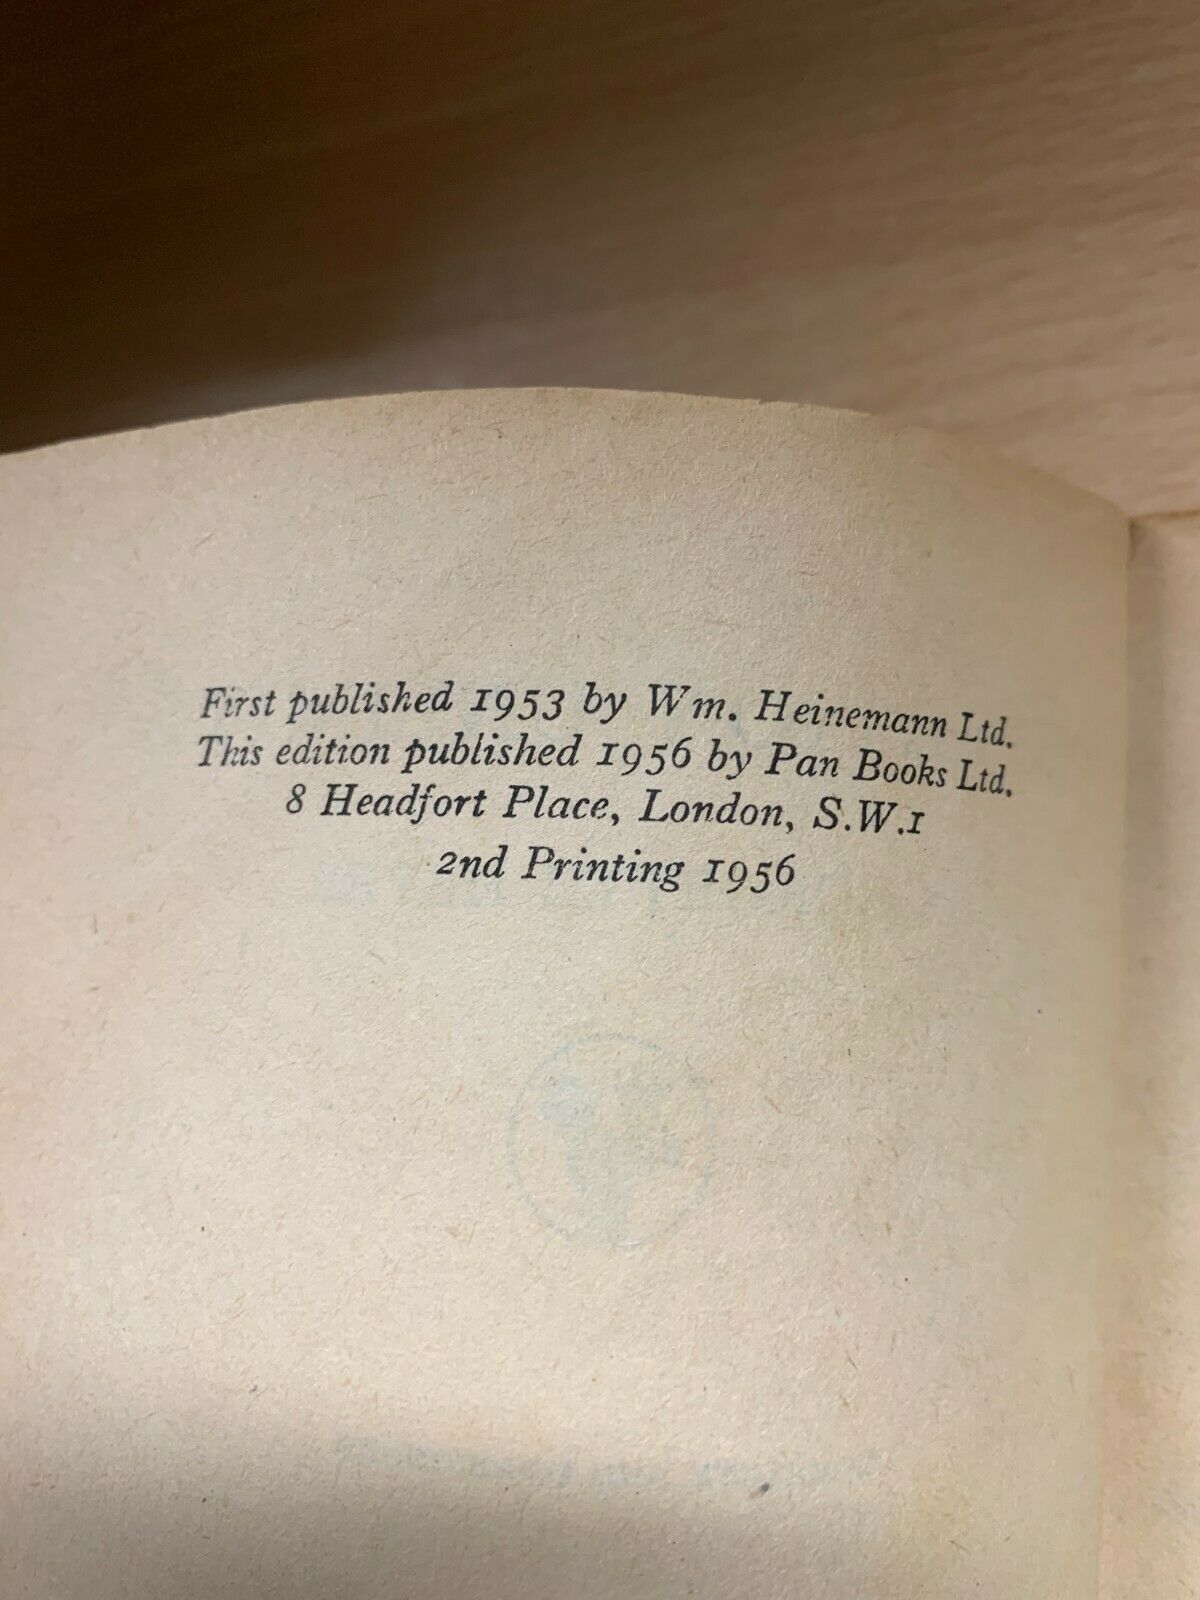 First published 1953 by Wm. Heinemann Ltd.
This edition published 1956 by Pan Books Ltd.
8 Headfort Place, London, S.W.1
2nd Printing 1956